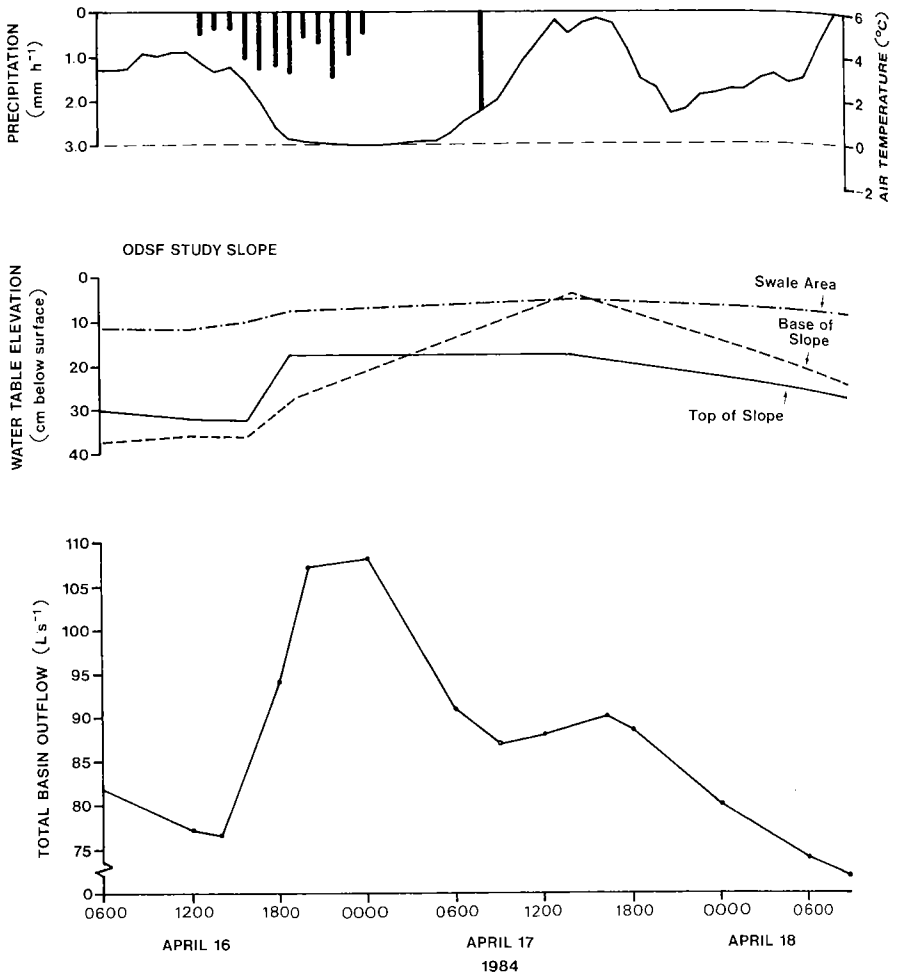 PRECIPITATION
(mm h⁻¹)
0
1.0
2.0
3.0
6
4
2
0
-2
AIR TEMPERATURE (°C)
ODSF STUDY SLOPE
WATER TABLE ELEVATION
(cm below surface)
0
10
20
30
40
Swale Area
Base of
Slope
Top of Slope
TOTAL BASIN OUTFLOW (L s⁻¹)
110
105
100
95
90
85
80
75
0
0600 1200 1800 0000 0600 1200 1800 0000 0600
APRIL 16 APRIL 17 APRIL 18
1984